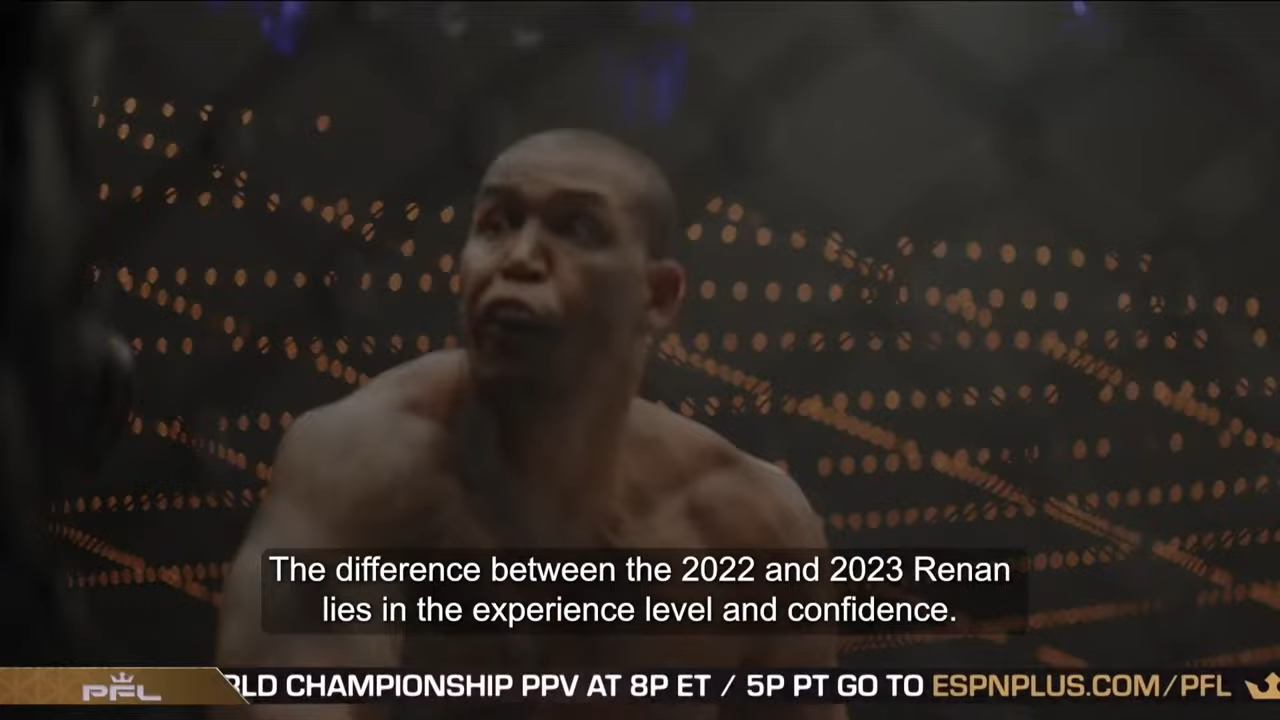 The difference between the 2022 and 2023 Renan
lies in the experience level and confidence.
PFL RLD CHAMPIONSHIP PPV AT 8P ET / 5P PT GO TO ESPNPLUS.COM/PFL